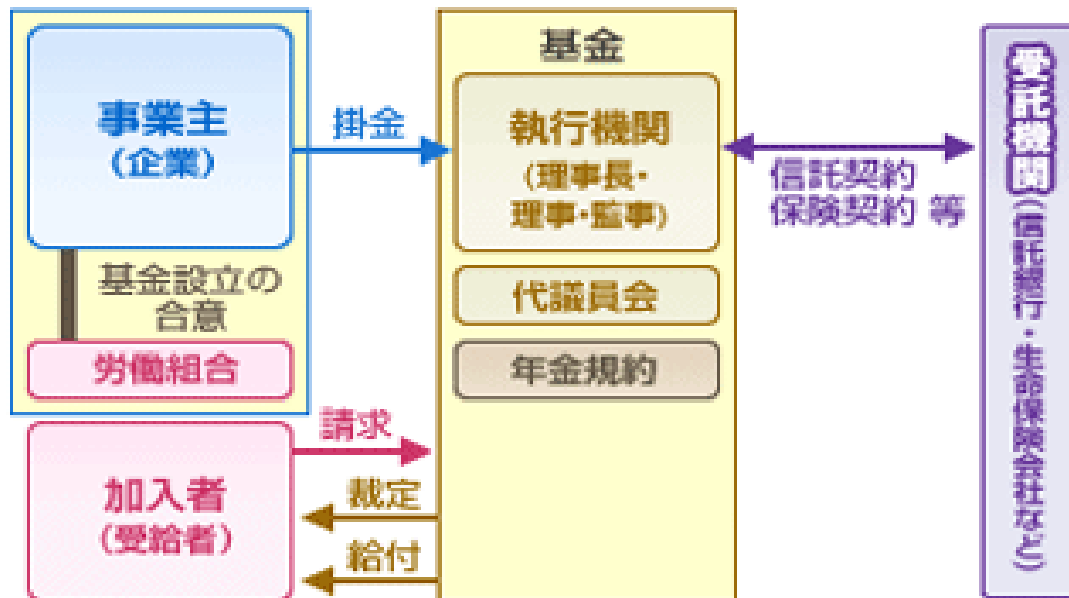 事業主
(企業)
基金設立の
合意
労働組合
掛金
基金
執行機関
(理事長・
理事・監事)
代議員会
年金規約
信託契約
保険契約 等
受託機関(信託銀行・生命保険会社など)
加入者
(受給者)
請求
裁定
給付